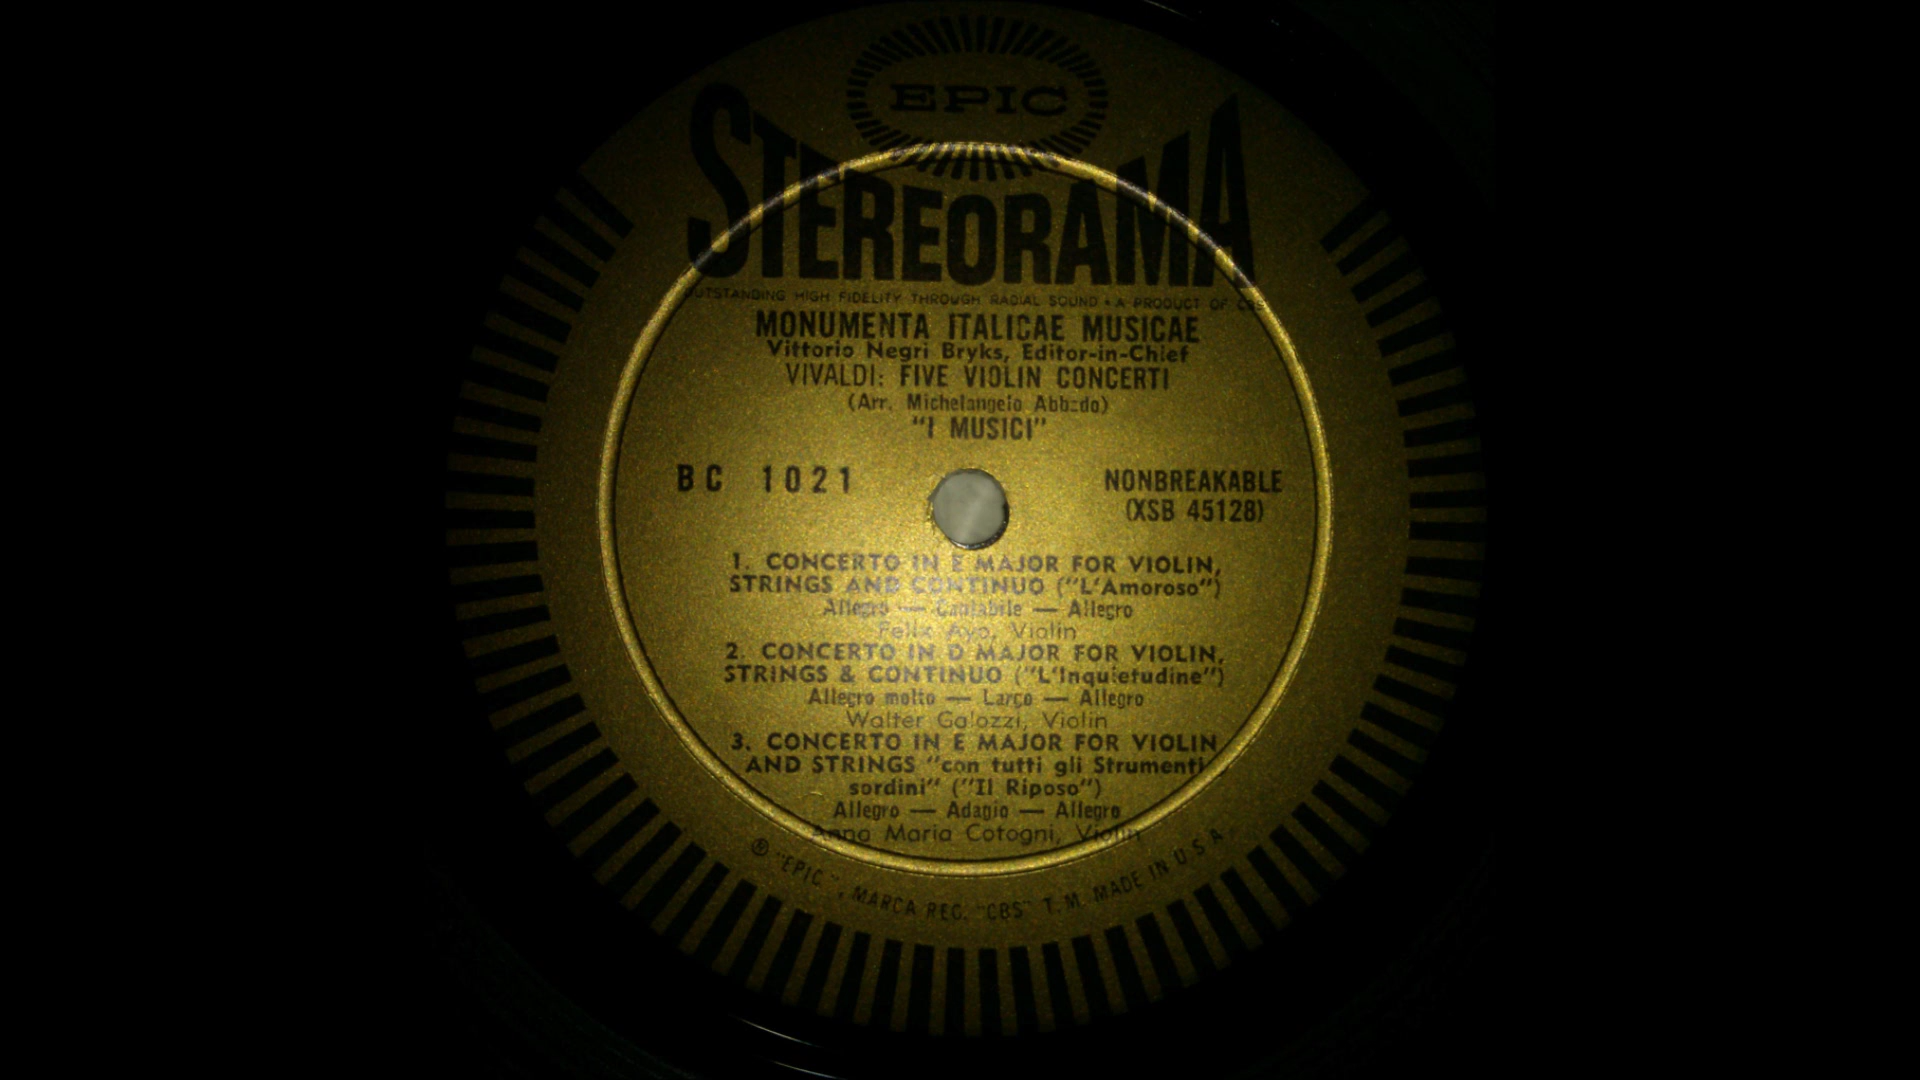 EPIC
STEREORAMA
OUTSTANDING HIGH FIDELITY THROUGH RADIAL SOUND • A PRODUCT OF CBS
MONUMENTA ITALICAE MUSICAE
Vittorio Negri Bryks, Editor-in-Chief
VIVALDI: FIVE VIOLIN CONCERTI
(Arr. Michelangelo Abbado)
"I MUSICI"
BC 1021
NONBREAKABLE
(XSB 45128)
1. CONCERTO IN E MAJOR FOR VIOLIN,
STRINGS AND CONTINUO ("L'Amoroso")
Allegro — Cantabile — Allegro
Felix Ayo, Violin
2. CONCERTO IN D MAJOR FOR VIOLIN,
STRINGS & CONTINUO ("L'Inquietudine")
Allegro molto — Largo — Allegro
Walter Galozzi, Violin
3. CONCERTO IN E MAJOR FOR VIOLIN
AND STRINGS "con tutti gli Strumenti
sordini" ("Il Riposo")
Allegro — Adagio — Allegro
Anna Maria Cotogni, Violin
® "EPIC", MARCA REG. "CBS" T.M. MADE IN U.S.A.